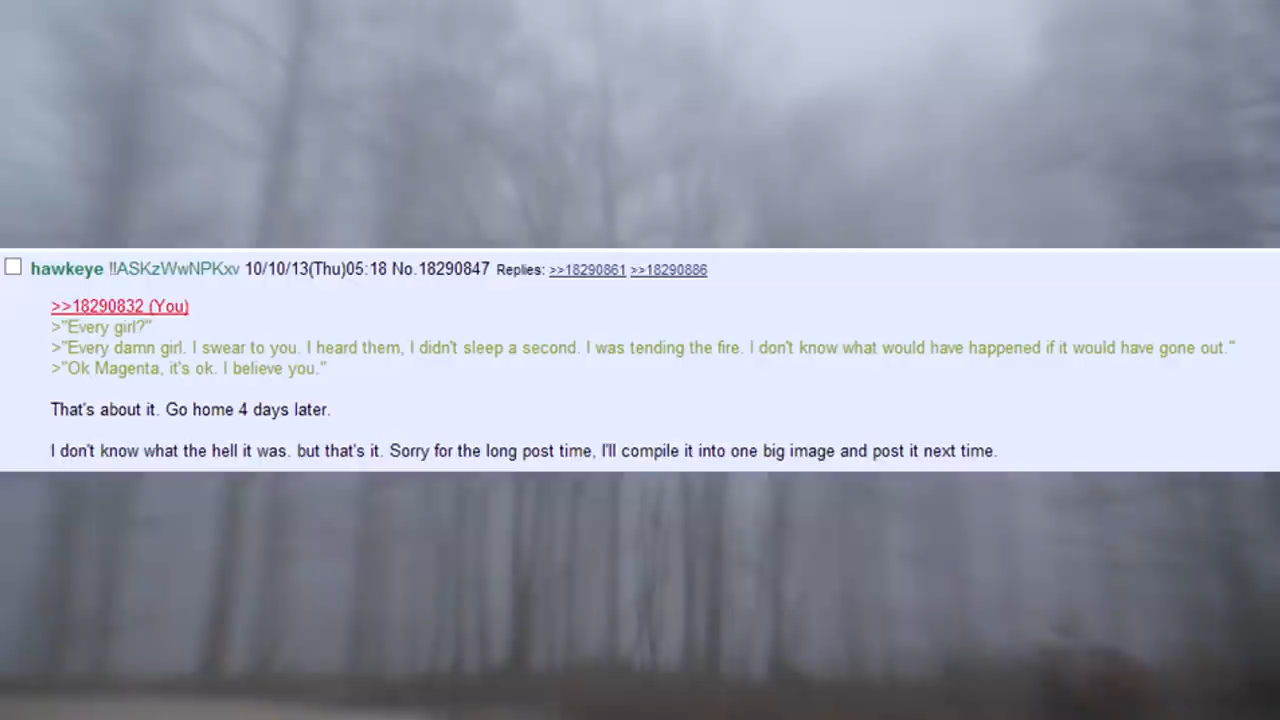 hawkeye !!ASKzWwNPKxv 10/10/13(Thu)05:18 No.18290847 Replies: >>18290861 >>18290886
>>18290832 (You)
>"Every girl?"
>"Every damn girl. I swear to you. I heard them, I didn't sleep a second. I was tending the fire. I don't know what would have happened if it would have gone out."
>"Ok Magenta, it's ok. I believe you."
That's about it. Go home 4 days later.
I don't know what the hell it was. but that's it. Sorry for the long post time, I'll compile it into one big image and post it next time.